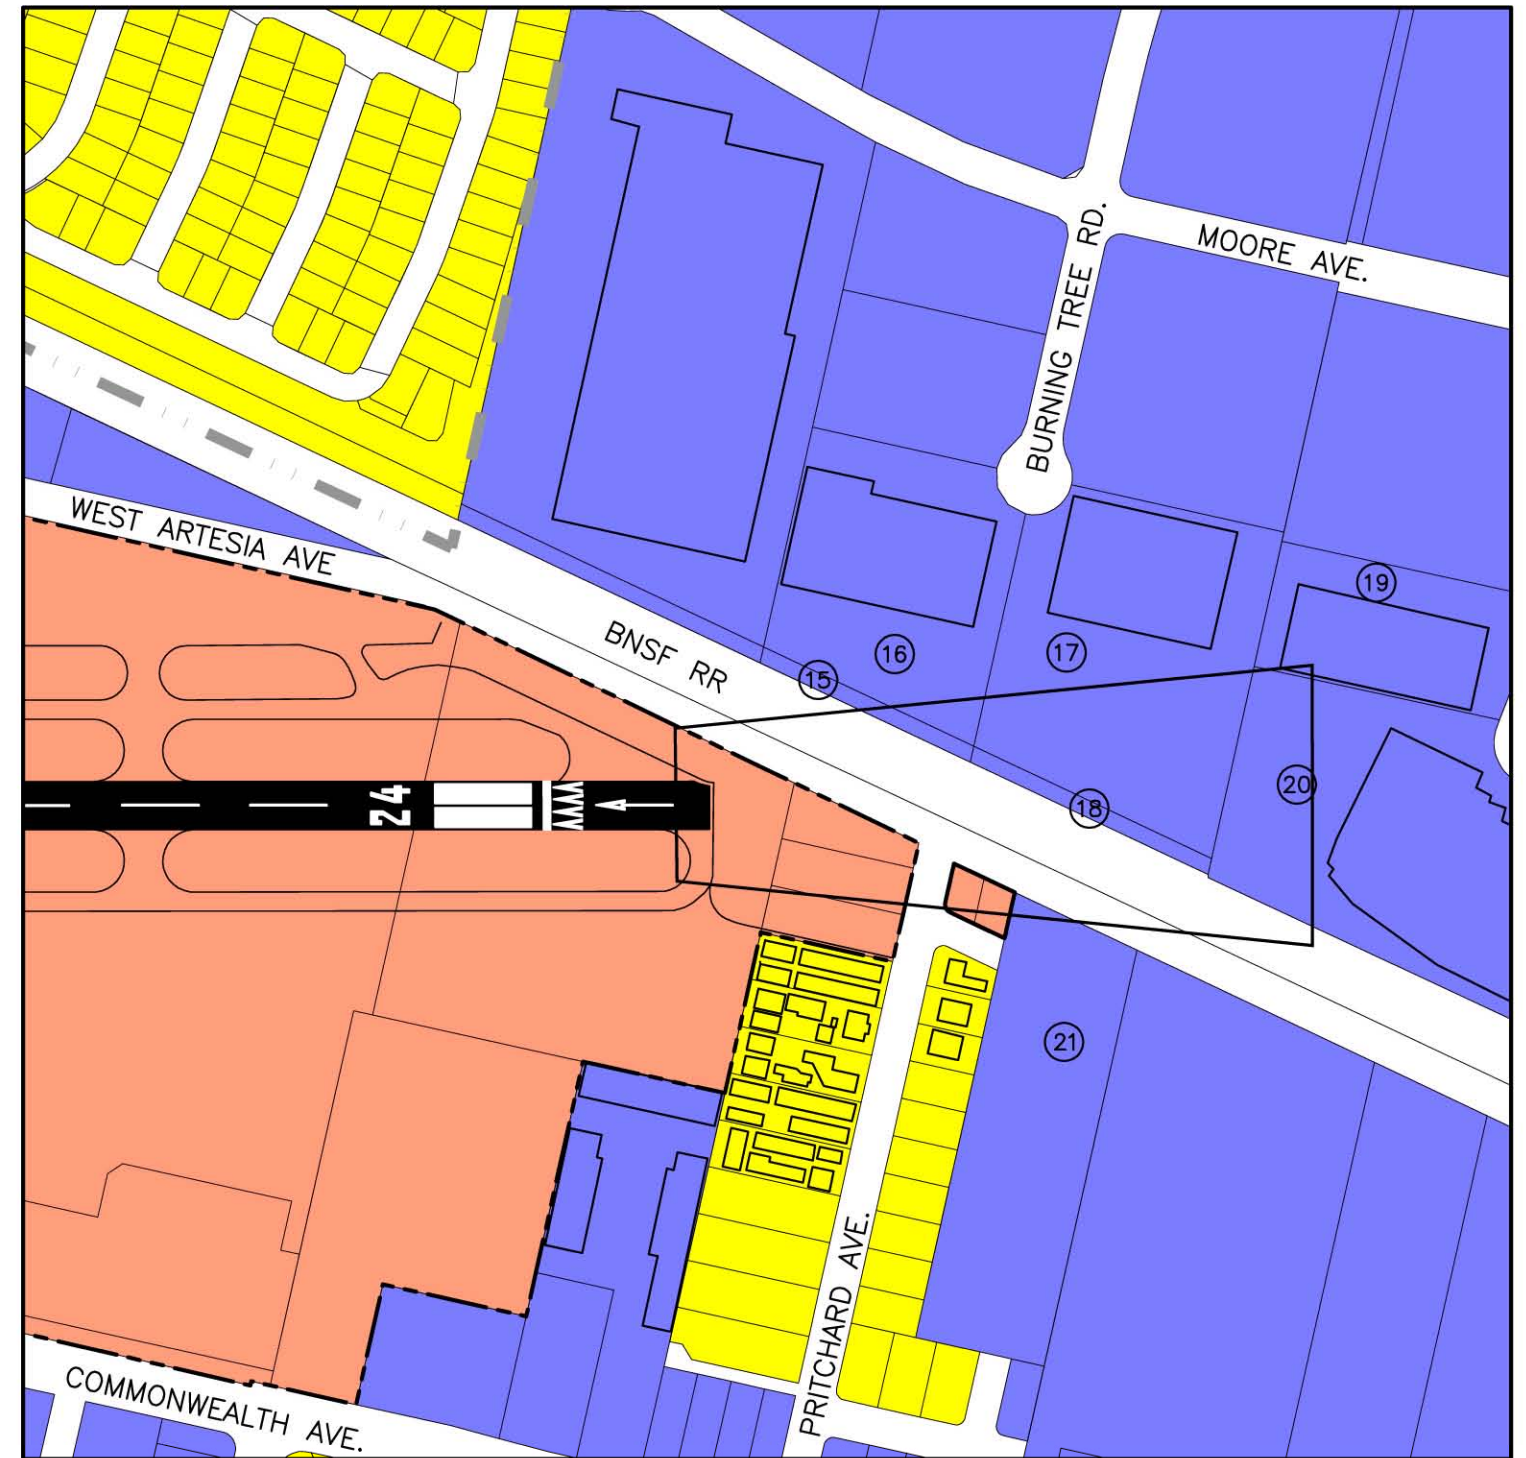 MOORE AVE.
BURNING TREE RD.
WEST ARTESIA AVE
19
BNSF RR
16
17
15
20
24
18
21
PRITCHARD AVE.
COMMONWEALTH AVE.